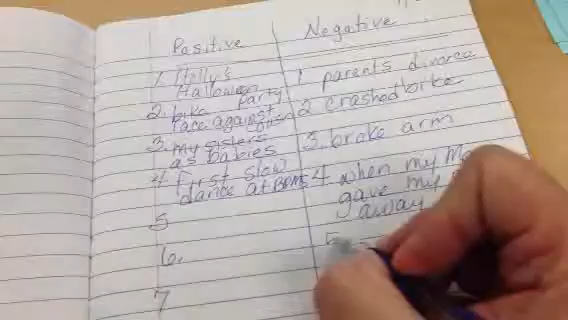 Positive
1. Holly's
Halloween
party
2. bike
race against
3. my sisters
as babies
4. First slow
dance at
5
6.
7
Negative
1 parents divorce
2 crashed bike
3. broke arm
4 when my
gave my
away
5